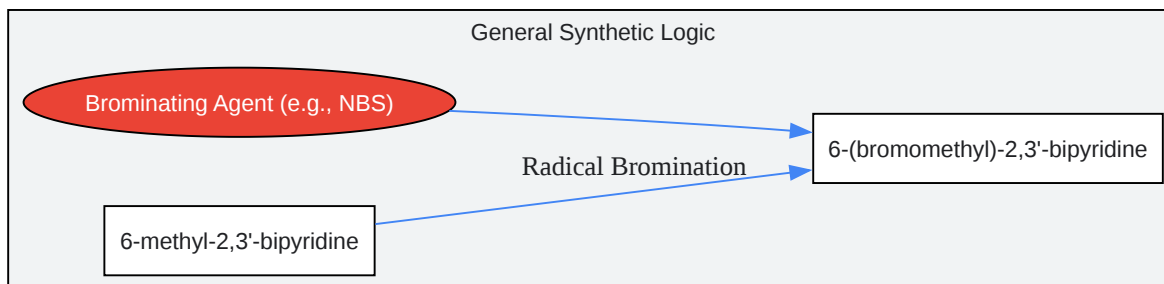 General Synthetic Logic
Brominating Agent (e.g., NBS)
6-(bromomethyl)-2,3'-bipyridine
Radical Bromination
6-methyl-2,3'-bipyridine